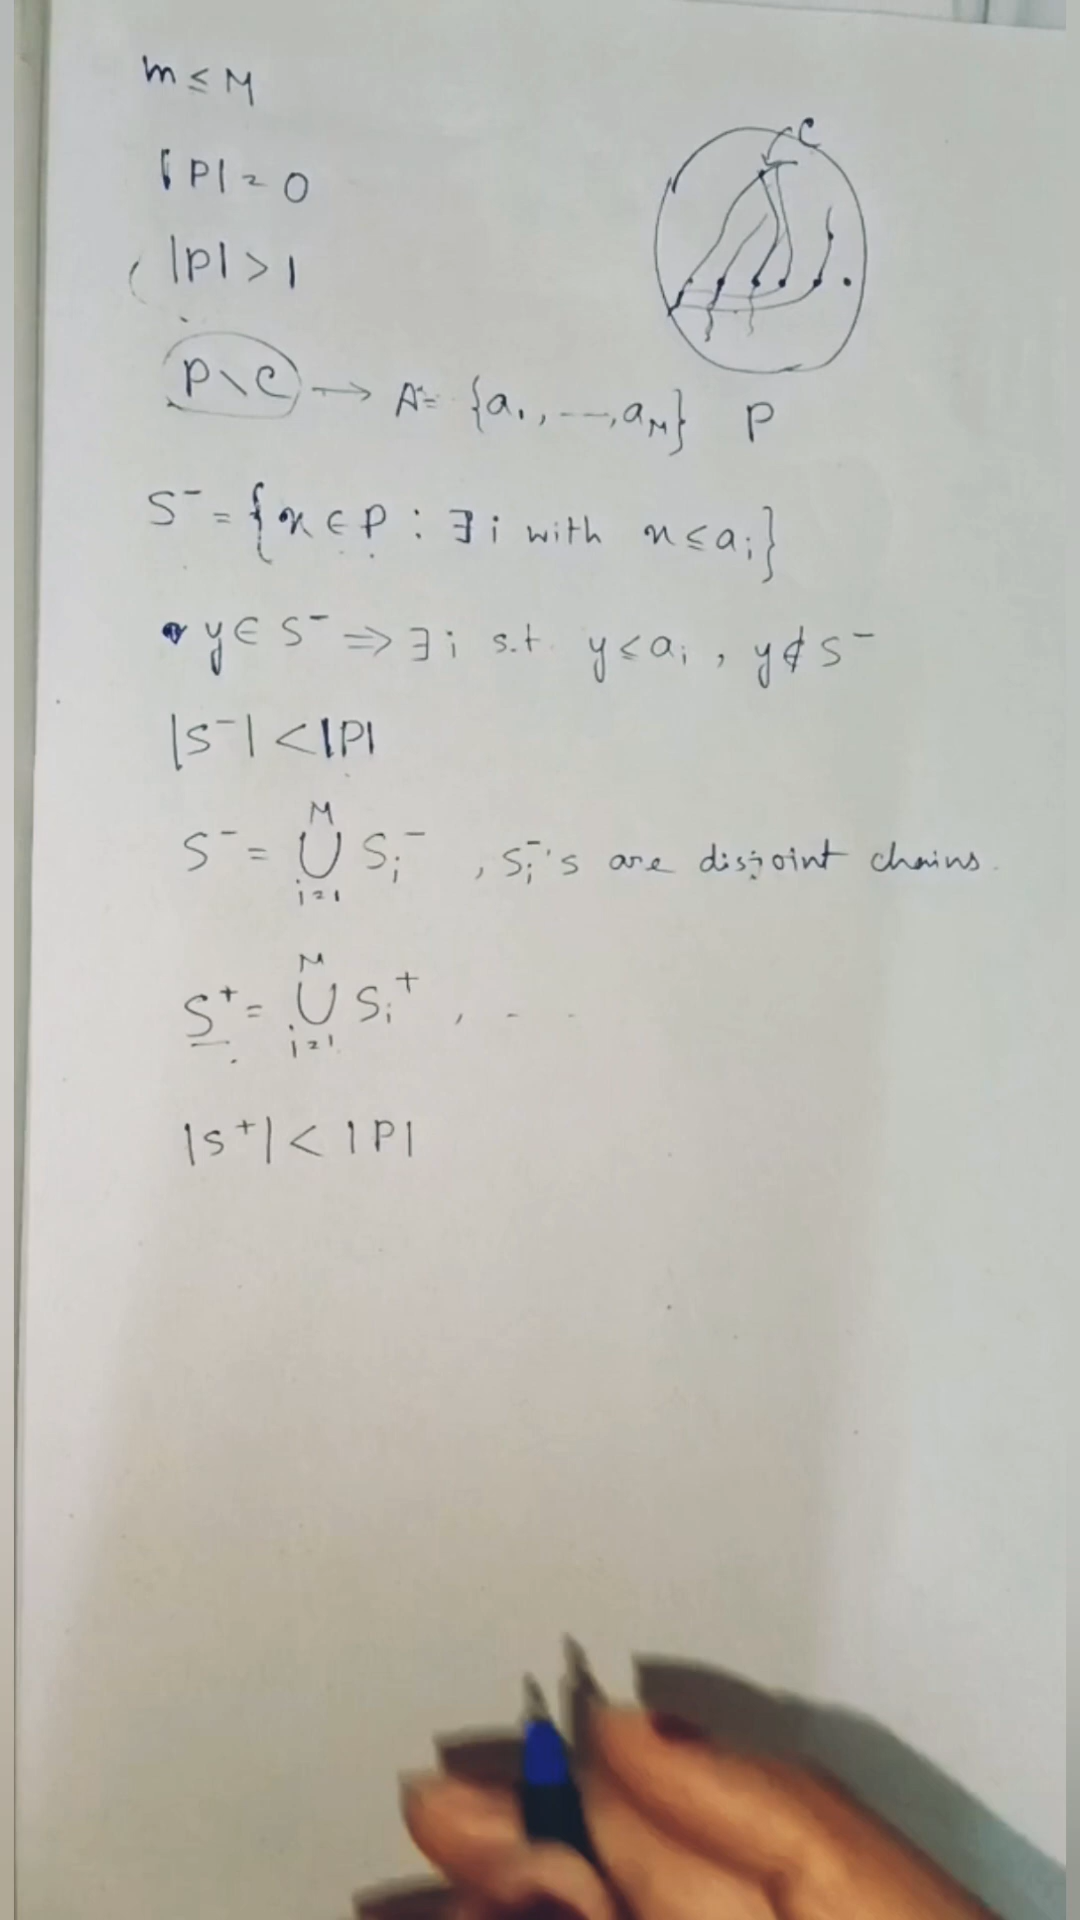 m ≤ M
|P| = 0
|P| > 1
C
P \ C → A = {a₁, ..., a_M} P
S⁻ = {x ∈ P : ∃ i with x ≤ aᵢ}
y ∈ S⁻ ⇒ ∃ i s.t. y ≤ aᵢ , y ∉ S⁻
|S⁻| < |P|
S⁻ = ⋃_{i=1}^{M} Sᵢ⁻ , Sᵢ⁻'s are disjoint chains.
S⁺ = ⋃_{i=1}^{M} Sᵢ⁺ , - - -
|S⁺| < |P|